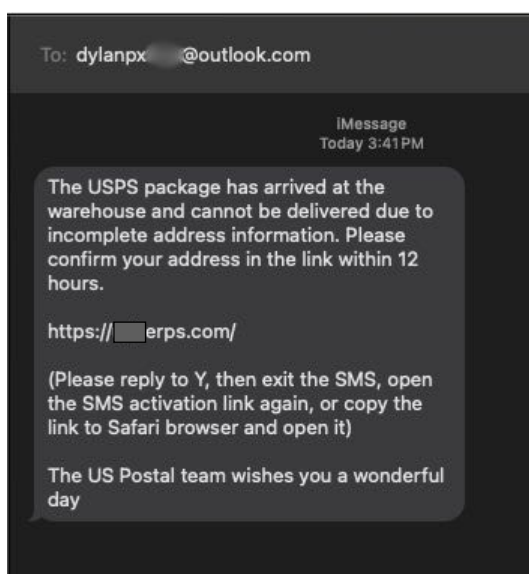 To: dylanpx @outlook.com
iMessage
Today 3:41 PM
The USPS package has arrived at the
warehouse and cannot be delivered due to
incomplete address information. Please
confirm your address in the link within 12
hours.
https:// erps.com/
(Please reply to Y, then exit the SMS, open
the SMS activation link again, or copy the
link to Safari browser and open it)
The US Postal team wishes you a wonderful
day